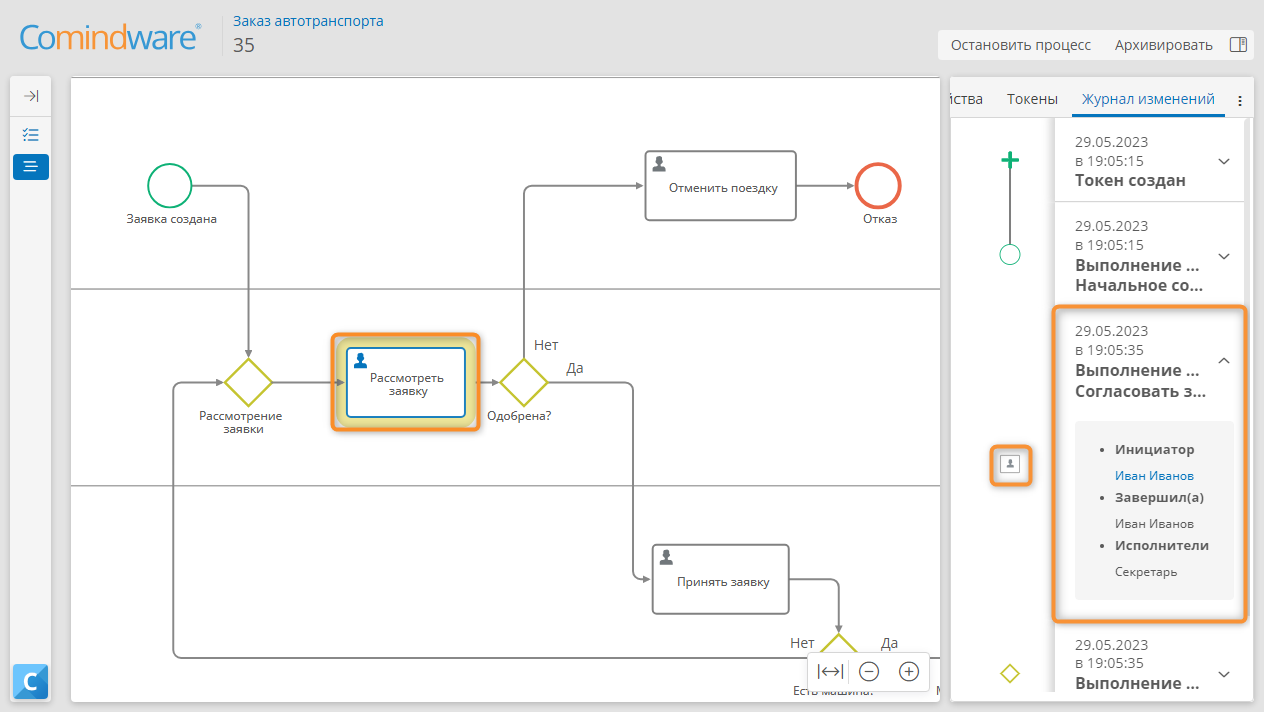 Comindware®
Заказ автотранспорта
35
Остановить процесс
Архивировать
йства
Токены
Журнал изменений
Заявка создана
Отменить поездку
Отказ
Нет
Да
Рассмотреть
заявку
Рассмотрение
заявки
Одобрена?
Принять заявку
Нет
Да
Есть машина?
29.05.2023
в 19:05:15
Токен создан
29.05.2023
в 19:05:15
Выполнение ...
Начальное со...
29.05.2023
в 19:05:35
Выполнение ...
Согласовать з...
• Инициатор
Иван Иванов
• Завершил(а)
Иван Иванов
• Исполнители
Секретарь
29.05.2023
в 19:05:35
Выполнение ...
C